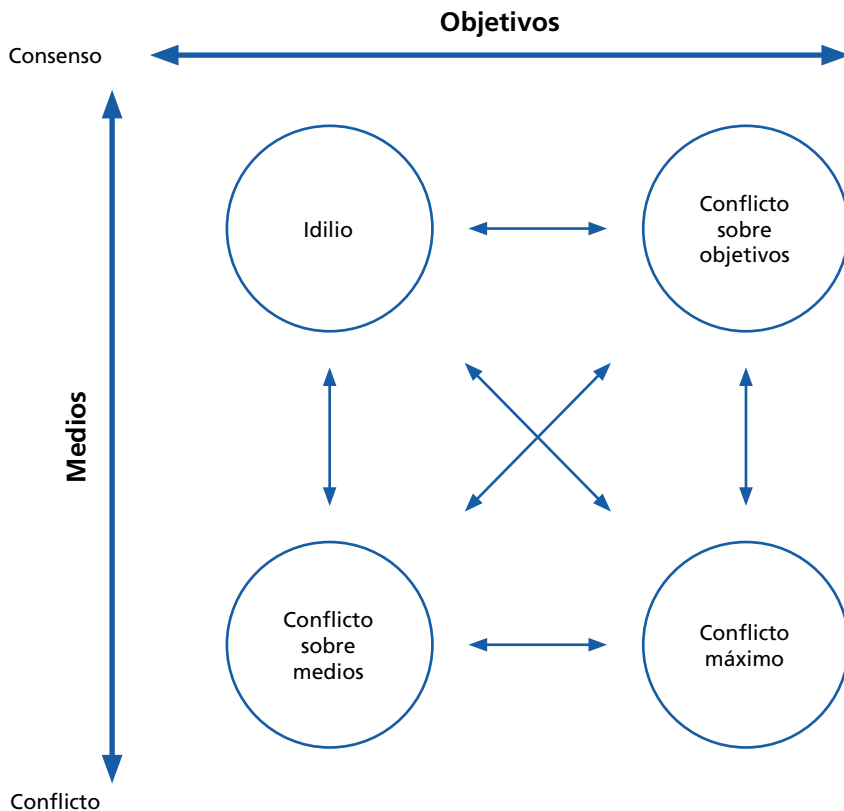 Objetivos
Consenso
Idilio
Conflicto
sobre
objetivos
Medios
Conflicto
sobre
medios
Conflicto
máximo
Conflicto